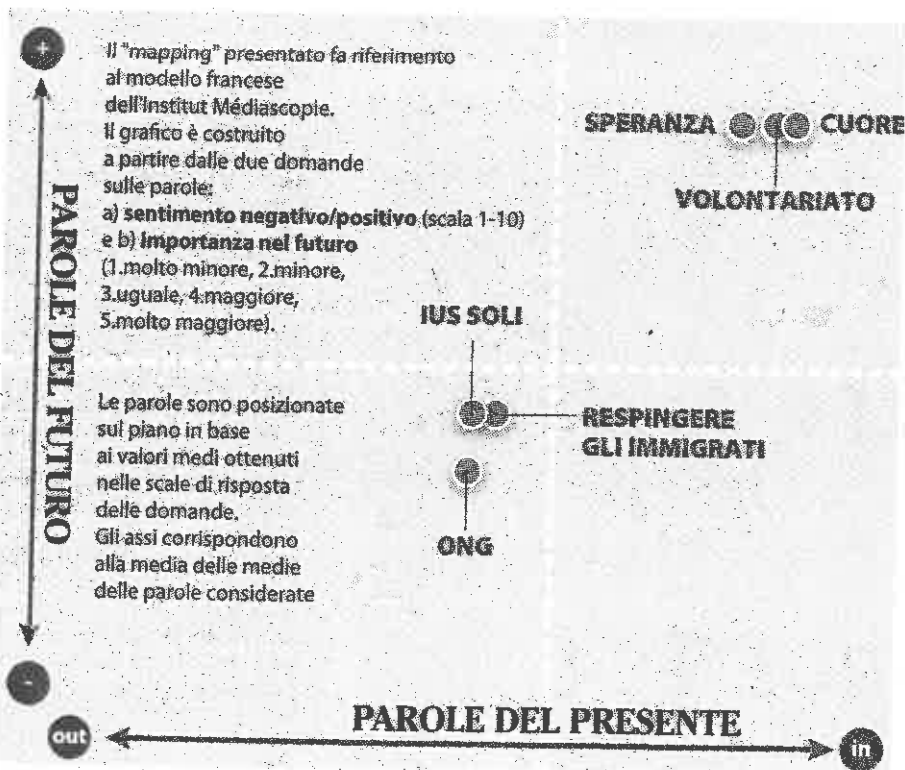 +
Il "mapping" presentato fa riferimento
al modello francese
dell'Institut Médiascopie.
Il grafico è costruito
a partire dalle due domande
sulle parole:
a) sentimento negativo/positivo (scala 1-10)
e b) Importanza nel futuro
(1.molto minore, 2.minore,
3.uguale, 4.maggiore,
5.molto maggiore).
SPERANZA
CUORE
VOLONTARIATO
PAROLE DEL FUTURO
IUS SOLI
Le parole sono posizionate
sul piano in base
ai valori medi ottenuti
nelle scale di risposta
delle domande.
Gli assi corrispondono
alla media delle medie
delle parole considerate
RESPINGERE
GLI IMMIGRATI
ONG
-
PAROLE DEL PRESENTE
out
in